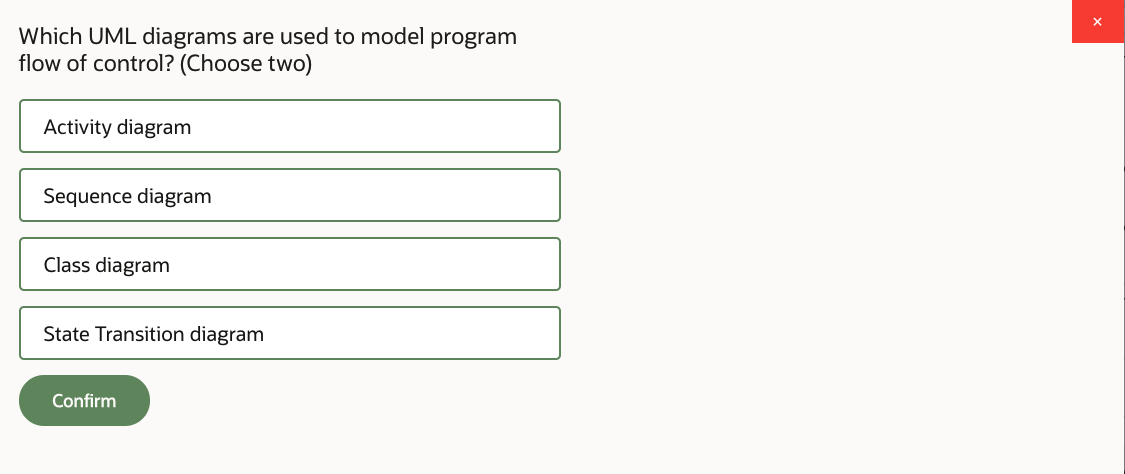 Which UML diagrams are used to model program
flow of control? (Choose two)
Activity diagram
Sequence diagram
Class diagram
State Transition diagram
Confirm